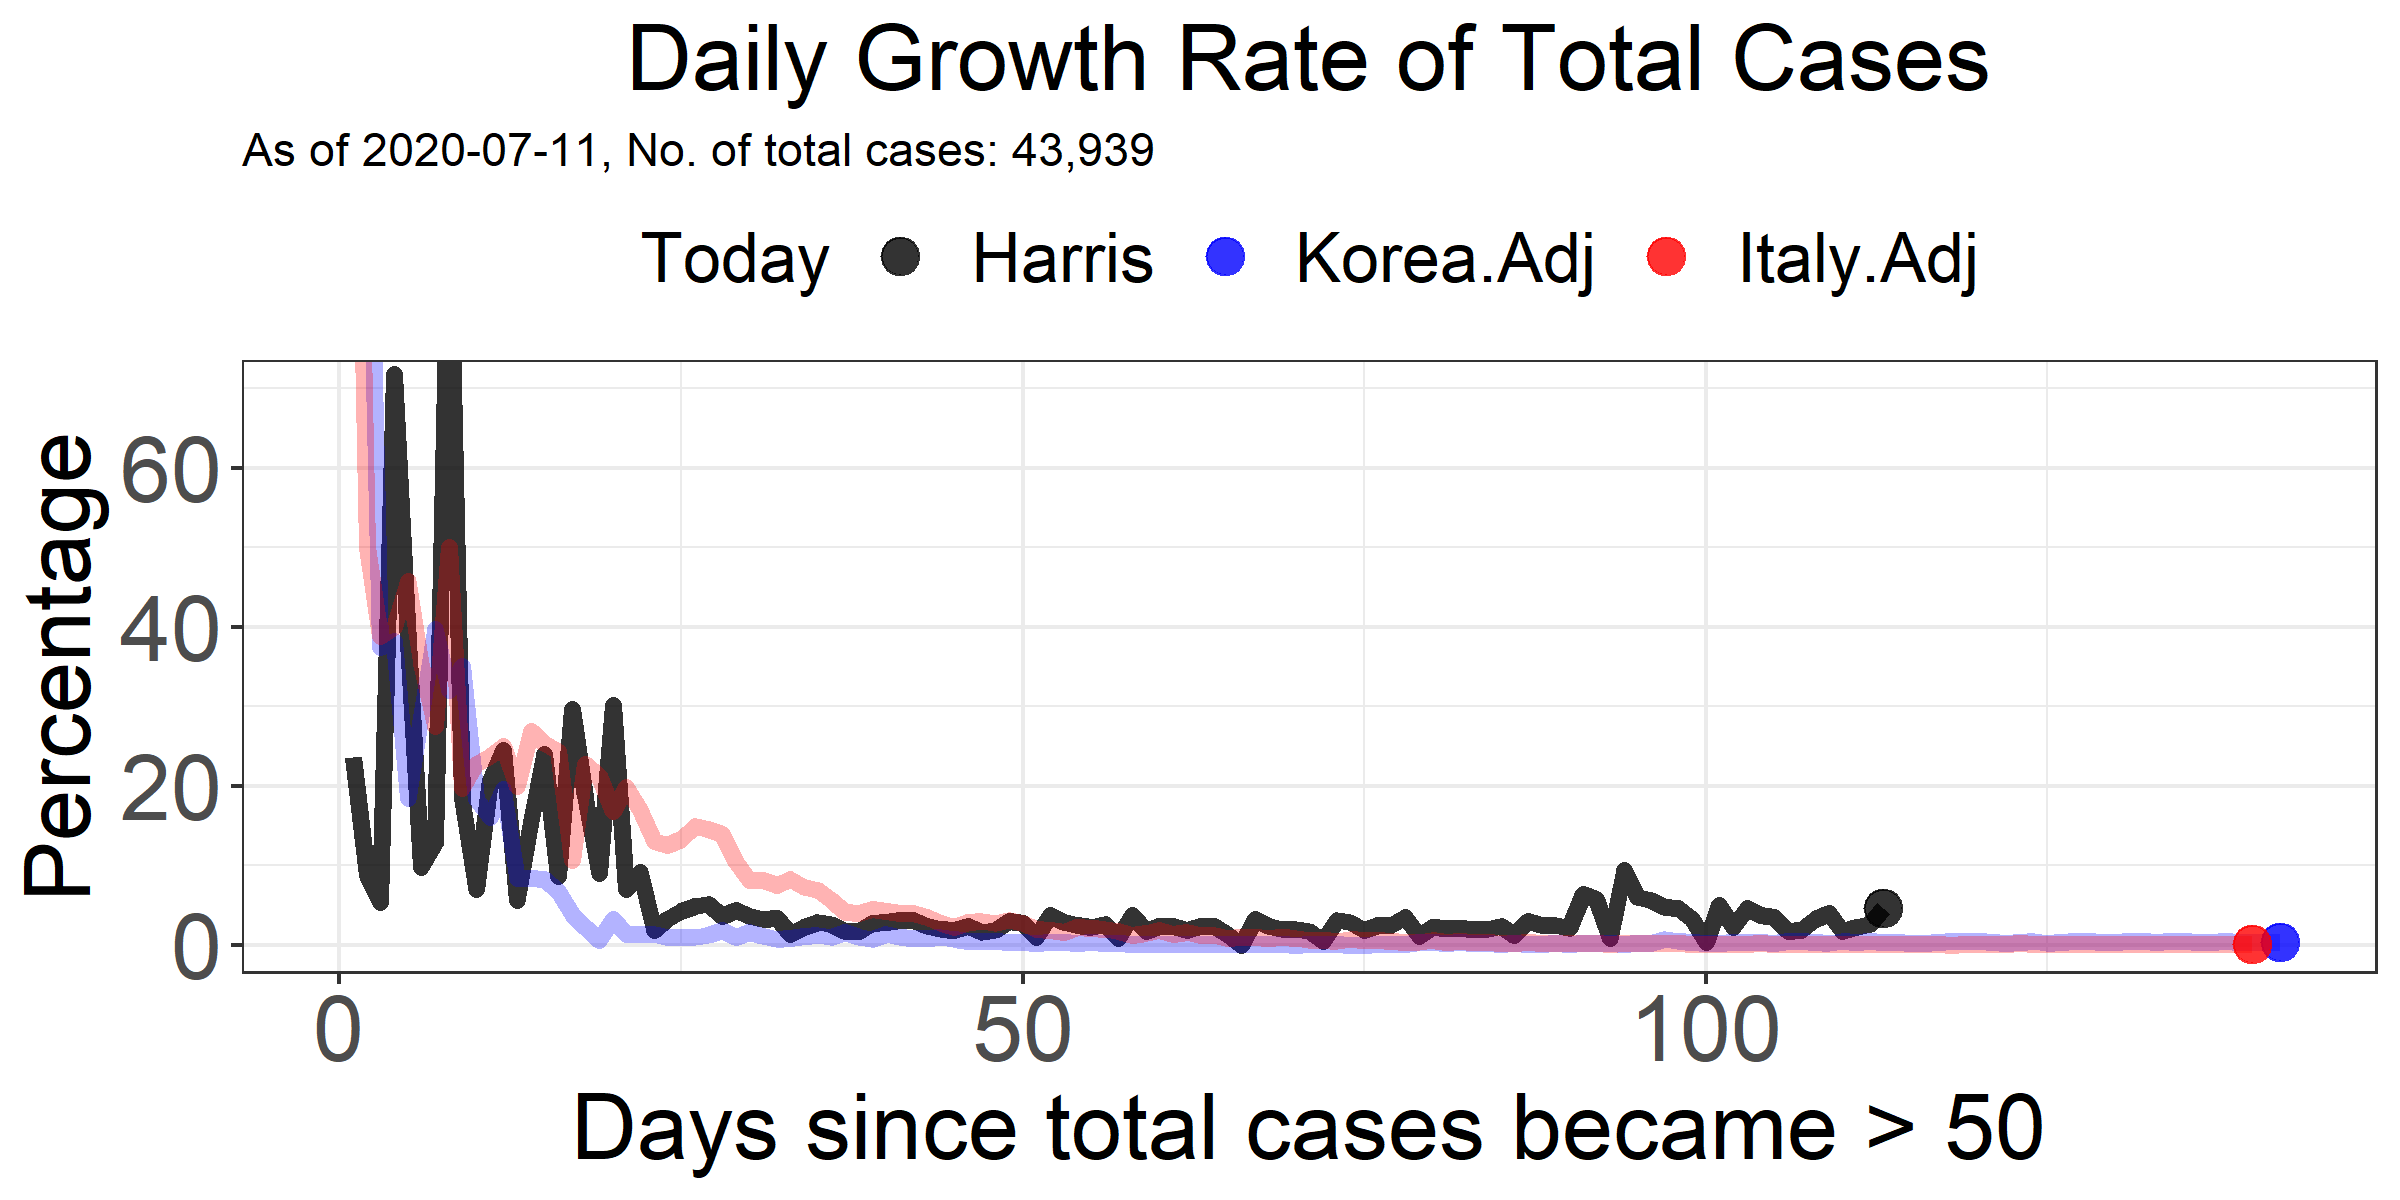 Daily Growth Rate of Total Cases
As of 2020-07-11, No. of total cases: 43,939
Today Harris Korea.Adj Italy.Adj
Percentage
60
40
20
0
0 50 100
Days since total cases became > 50